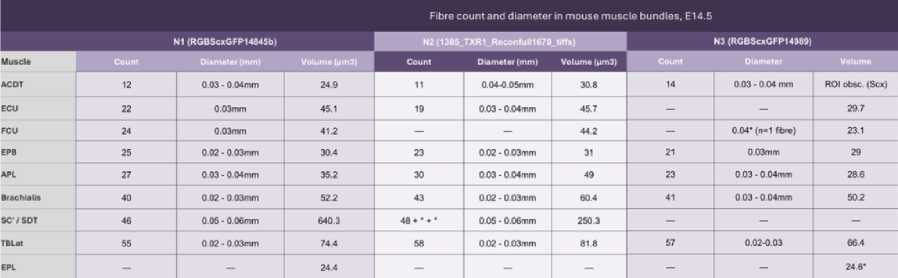 Fibre count and diameter in mouse muscle bundles, E14.5
N1 (RGBScxGFP14845b) N2 (1385_TXR1_Reconfull1670_tiffs) N3 (RGBScxGFP14989)
Muscle Count Diameter (mm) Volume (µm3) Count Diameter (mm) Volume (µm3) Count Diameter Volume
ACDT 12 0.03 - 0.04mm 24.9 11 0.04-0.05mm 30.8 14 0.03 - 0.04 mm ROI obsc. (Scx)
ECU 22 0.03mm 45.1 19 0.03 - 0.04mm 45.7 — — 29.7
FCU 24 0.03mm 41.2 — — 44.2 — 0.04* (n=1 fibre) 23.1
EPB 25 0.02 - 0.03mm 30.4 23 0.02 - 0.03mm 31 21 0.03mm 29
APL 27 0.03 - 0.04mm 35.2 30 0.03 - 0.04mm 49 23 0.03 - 0.04mm 28.6
Brachialis 40 0.02 - 0.03mm 52.2 43 0.02 - 0.03mm 60.4 41 0.03 - 0.04mm 50.2
SC* / SDT 46 0.05 - 0.06mm 640.3 48 + * + * 0.05 - 0.06mm 250.3 — — —
TBLat 55 0.02 - 0.03mm 74.4 58 0.02 - 0.03mm 81.8 57 0.02-0.03 66.4
EPL — — 24.4 — — — — — 24.6*